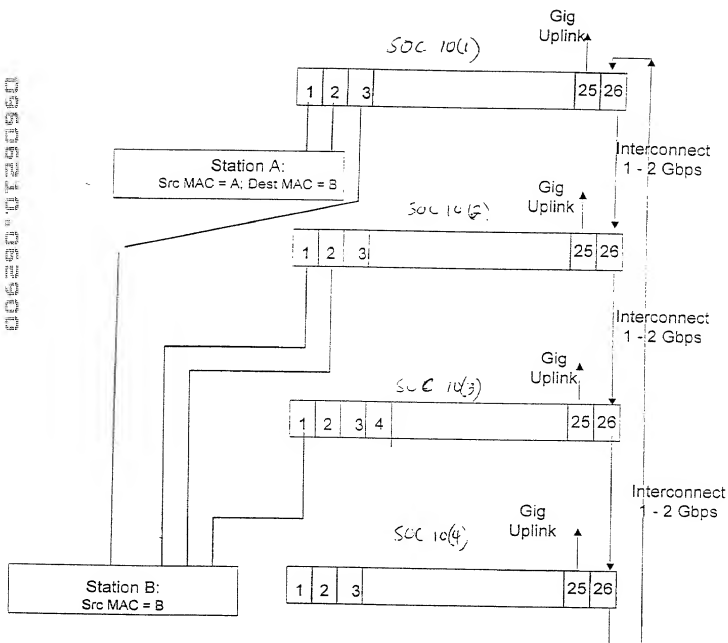 Gig
Uplink
SOC 10(1)
1 2 3 25 26
Interconnect
1 - 2 Gbps
Station A:
Src MAC = A; Dest MAC = B
Gig
Uplink
SOC 10(2)
1 2 3 25 26
Interconnect
1 - 2 Gbps
Gig
Uplink
SOC 10(3)
1 2 3 4 25 26
Interconnect
1 - 2 Gbps
Gig
Uplink
SOC 10(4)
Station B:
Src MAC = B
1 2 3 25 26